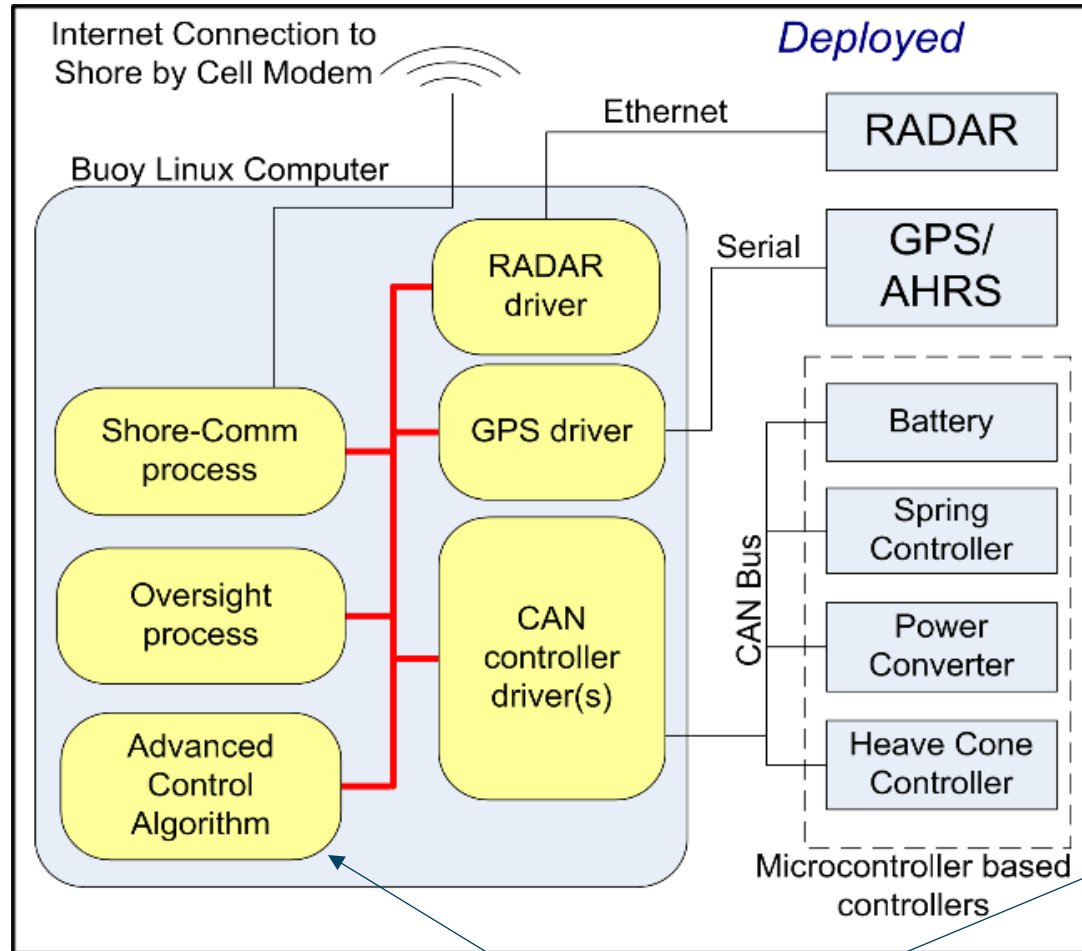 Internet Connection to
Shore by Cell Modem
Deployed
Ethernet
RADAR
Buoy Linux Computer
RADAR
driver
Serial
GPS/
AHRS
Shore-Comm
process
GPS driver
Battery
Spring
Controller
Oversight
process
CAN
controller
driver(s)
CAN Bus
Power
Converter
Advanced
Control
Algorithm
Heave Cone
Controller
Microcontroller based
controllers